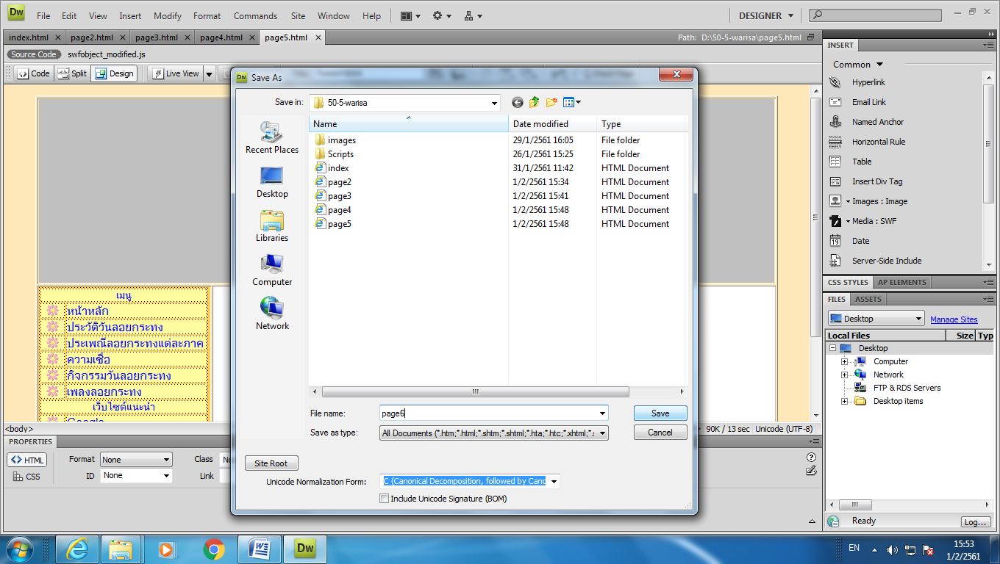 Dw File Edit View Insert Modify Format Commands Site Window Help DESIGNER
index.html page2.html page3.html page4.html page5.html Path: D:\50-5-warisa\page5.html
Source Code swfobject_modified.js
Code Split Design Live View
Dw Save As
Save in: 50-5-warisa
Name Date modified Type
images 29/1/2561 16:05 File folder
Scripts 26/1/2561 15:25 File folder
index 31/1/2561 11:42 HTML Document
page2 1/2/2561 15:34 HTML Document
page3 1/2/2561 15:41 HTML Document
page4 1/2/2561 15:48 HTML Document
page5 1/2/2561 15:48 HTML Document
Recent Places
Desktop
Libraries
Computer
Network
File name: page6 Save
Save as type: All Documents (*.htm;*.html;*.shtm;*.shtml;*.hta;*.htc;*.xhtml;*. Cancel
Site Root
Unicode Normalization Form: C (Canonical Decomposition, followed by Canc
Include Unicode Signature (BOM)
เมนู
หน้าหลัก
ประวัติวันลอยกระทง
ประเพณีลอยกระทงแต่ละภาค
ความเชื่อ
กิจกรรมวันลอยกระทง
เพลงลอยกระทง
เว็บไซต์แนะนำ
Google
<body> 90K / 13 sec Unicode (UTF-8)
PROPERTIES
HTML Format None Class
CSS ID None Link
INSERT
Common
Hyperlink
Email Link
Named Anchor
Horizontal Rule
Table
Insert Div Tag
Images : Image
Media : SWF
19 Date
Server-Side Include
CSS STYLES AP ELEMENTS
FILES ASSETS
Desktop Manage Sites
Local Files Size Typ
Desktop
Computer
Network
FTP & RDS Servers
Desktop items
Ready Log...
Dw EN 15:53
1/2/2561